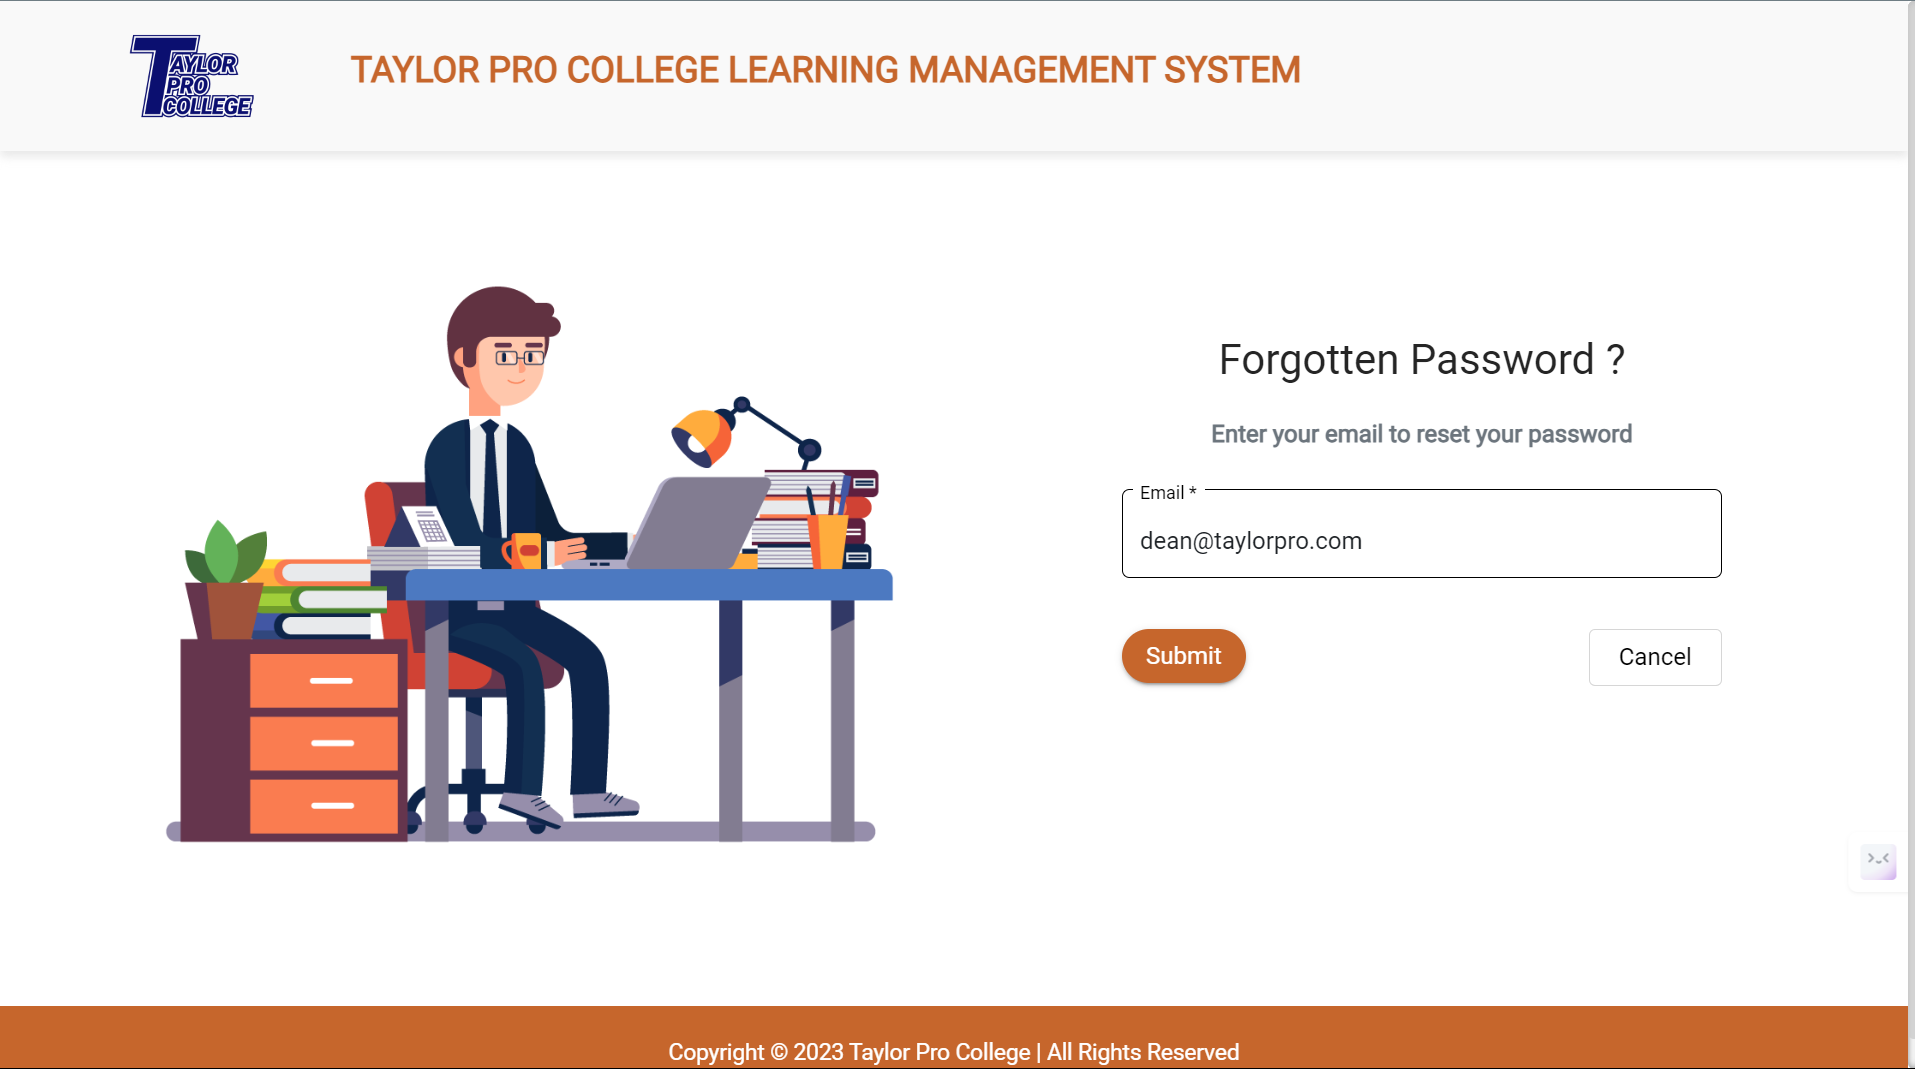 TAYLOR
PRO
COLLEGE
TAYLOR PRO COLLEGE LEARNING MANAGEMENT SYSTEM
Forgotten Password ?
Enter your email to reset your password
Email *
dean@taylorpro.com
Submit
Cancel
Copyright © 2023 Taylor Pro College | All Rights Reserved